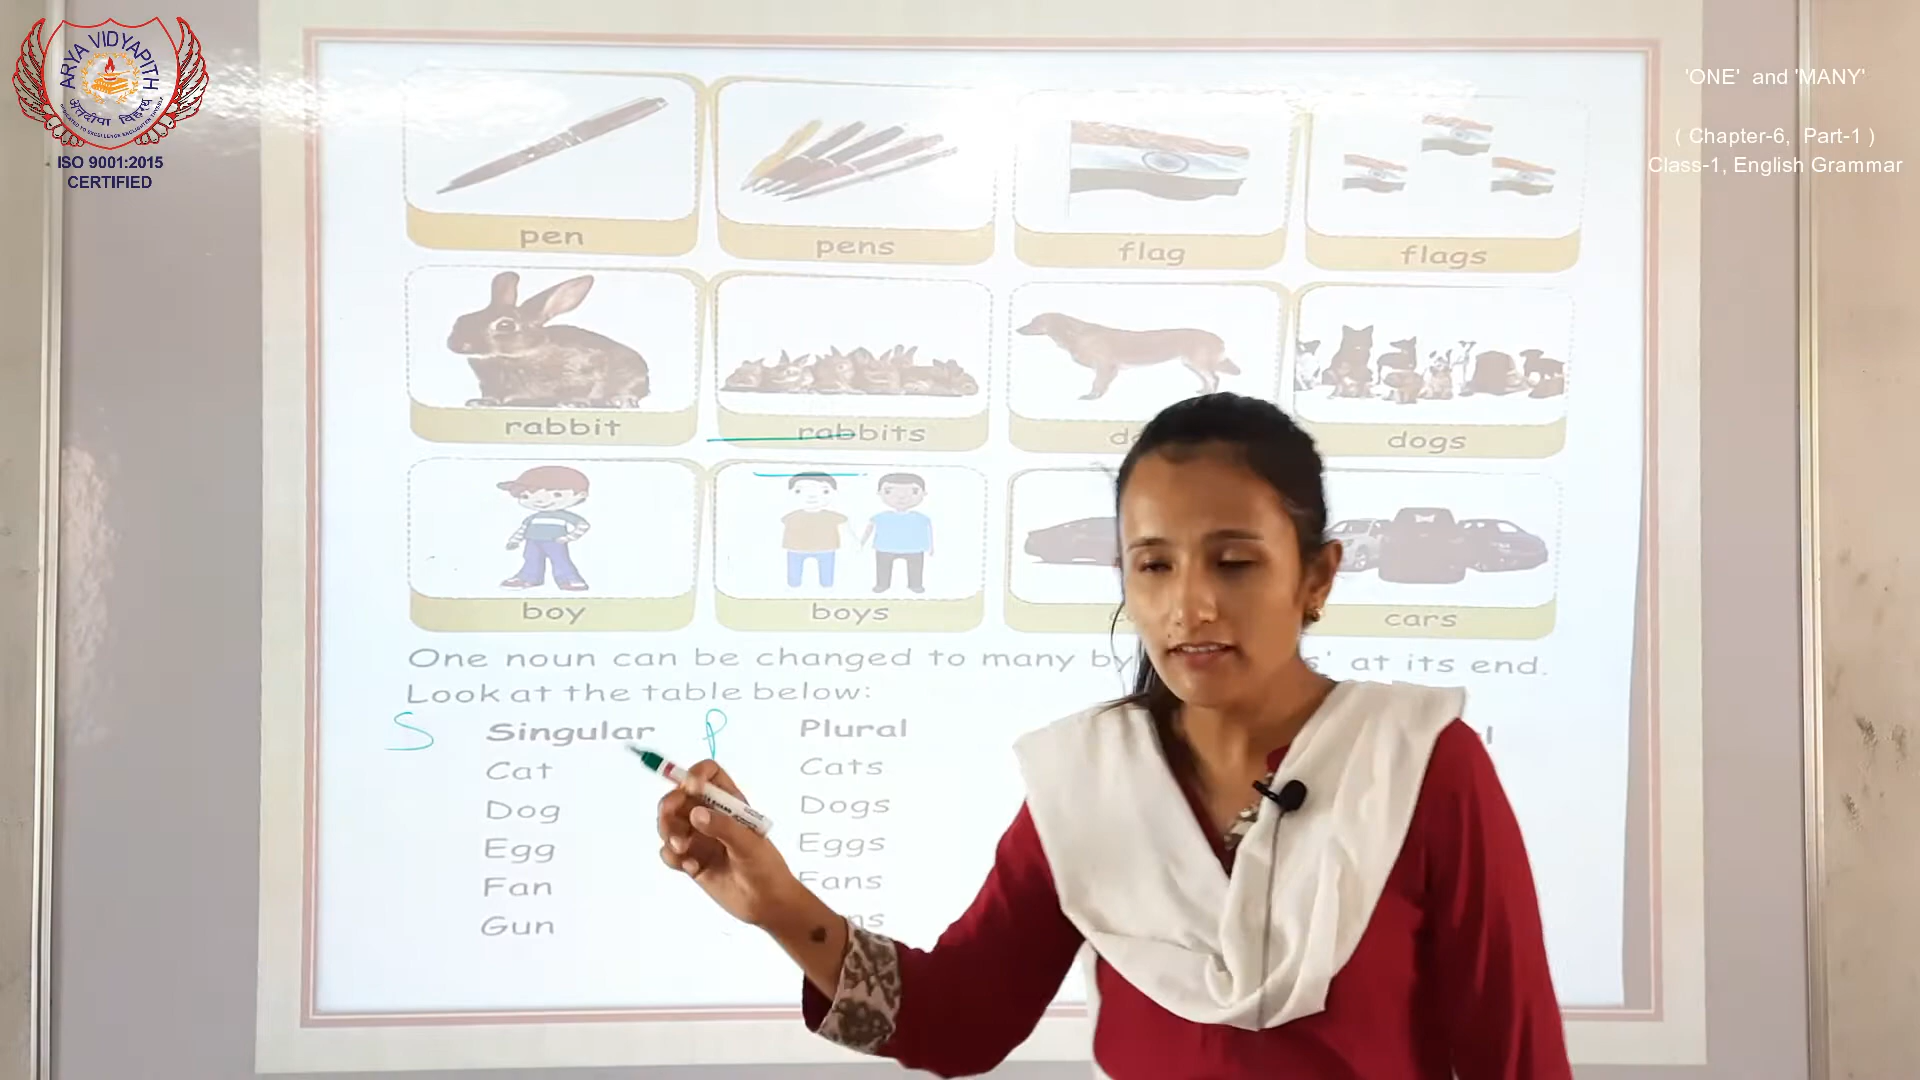 ARYA VIDYAPITH
ISO 9001:2015
CERTIFIED
'ONE' and 'MANY'
( Chapter-6, Part-1 )
Class-1, English Grammar
pen pens flag flags
rabbit rabbits dogs
boy boys cars
One noun can be changed to many by s' at its end.
Look at the table below:
S Singular P Plural
Cat Cats
Dog Dogs
Egg Eggs
Fan Fans
Gun